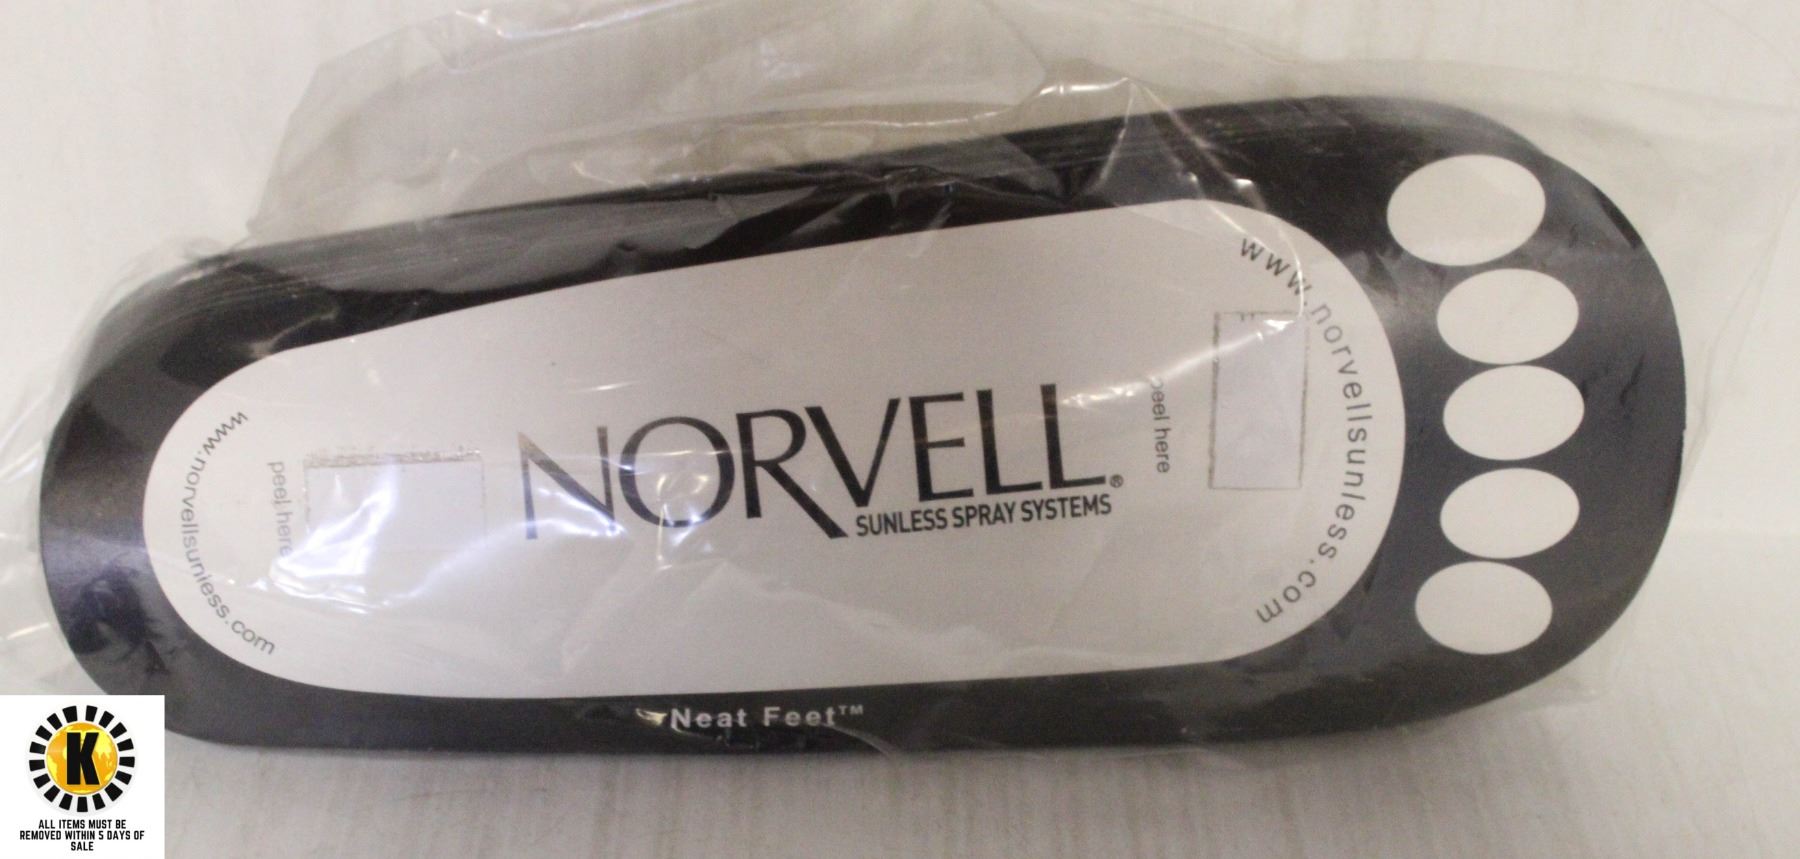 www.norvellsunless.com
peel here
NORVELL®
SUNLESS SPRAY SYSTEMS
peel here
www.norvellsunless.com
Neat Feet™
K
ALL ITEMS MUST BE
REMOVED WITHIN 5 DAYS OF
SALE